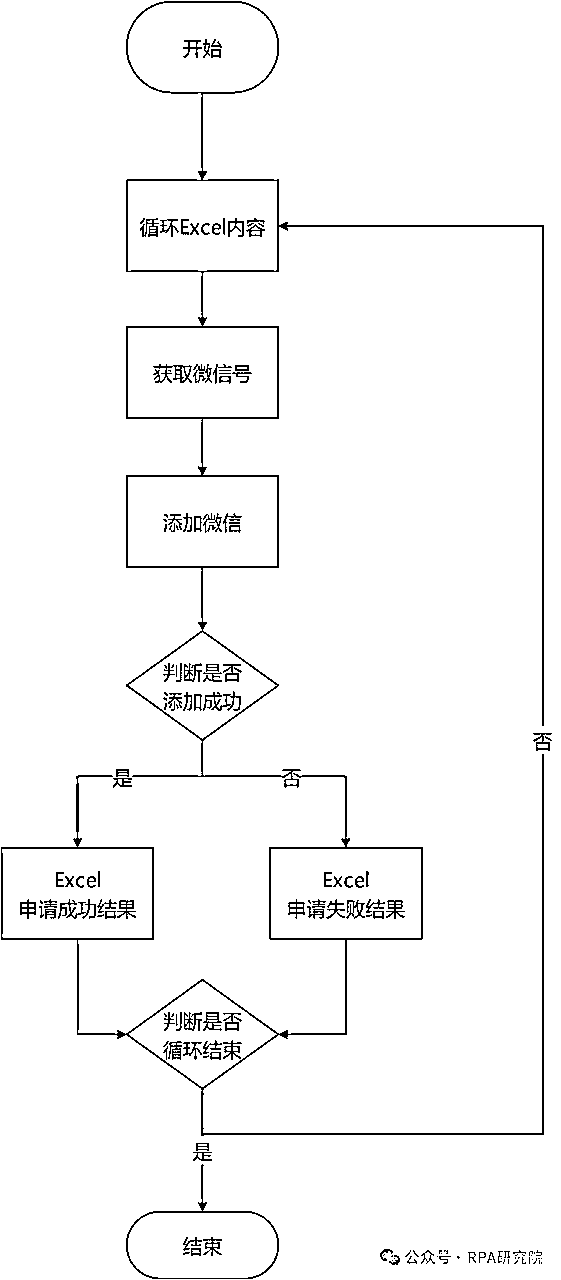 开始
循环Excel内容
获取微信号
添加微信
判断是否
添加成功
是
否
Excel
申请成功结果
Excel
申请失败结果
判断是否
循环结束
否
是
结束
公众号·RPA研究院